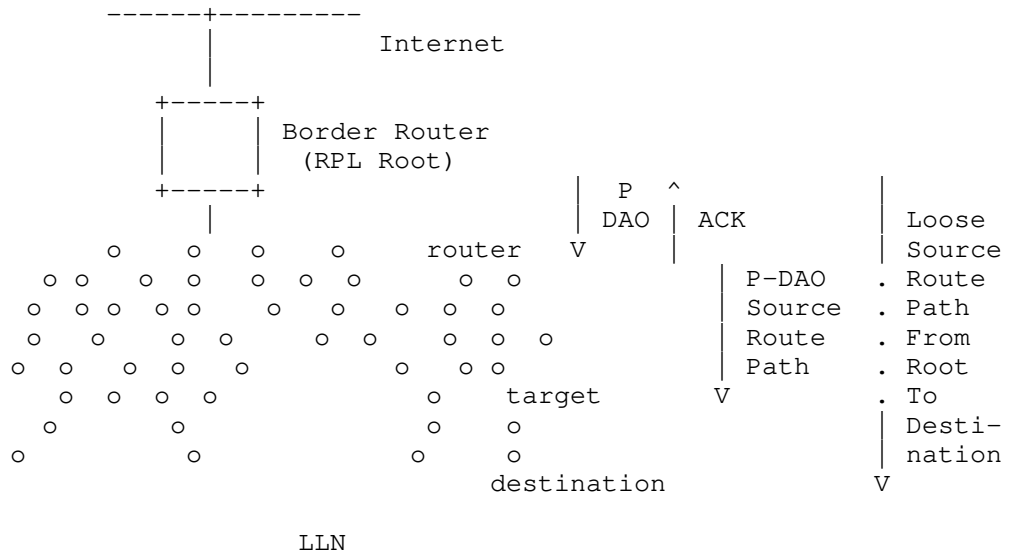 ------+---------
| Internet
|
+-----+
| | Border Router
| | (RPL Root)
+-----+ | P ^ |
| | DAO | ACK | Loose
o o o o router V | | Source
o o o o o o o o o | P-DAO . Route
o o o o o o o o o o | Source . Path
o o o o o o o o o | Route . From
o o o o o o o o | Path . Root
o o o o o target V . To
o o o o | Desti-
o o o o | nation
destination V
LLN